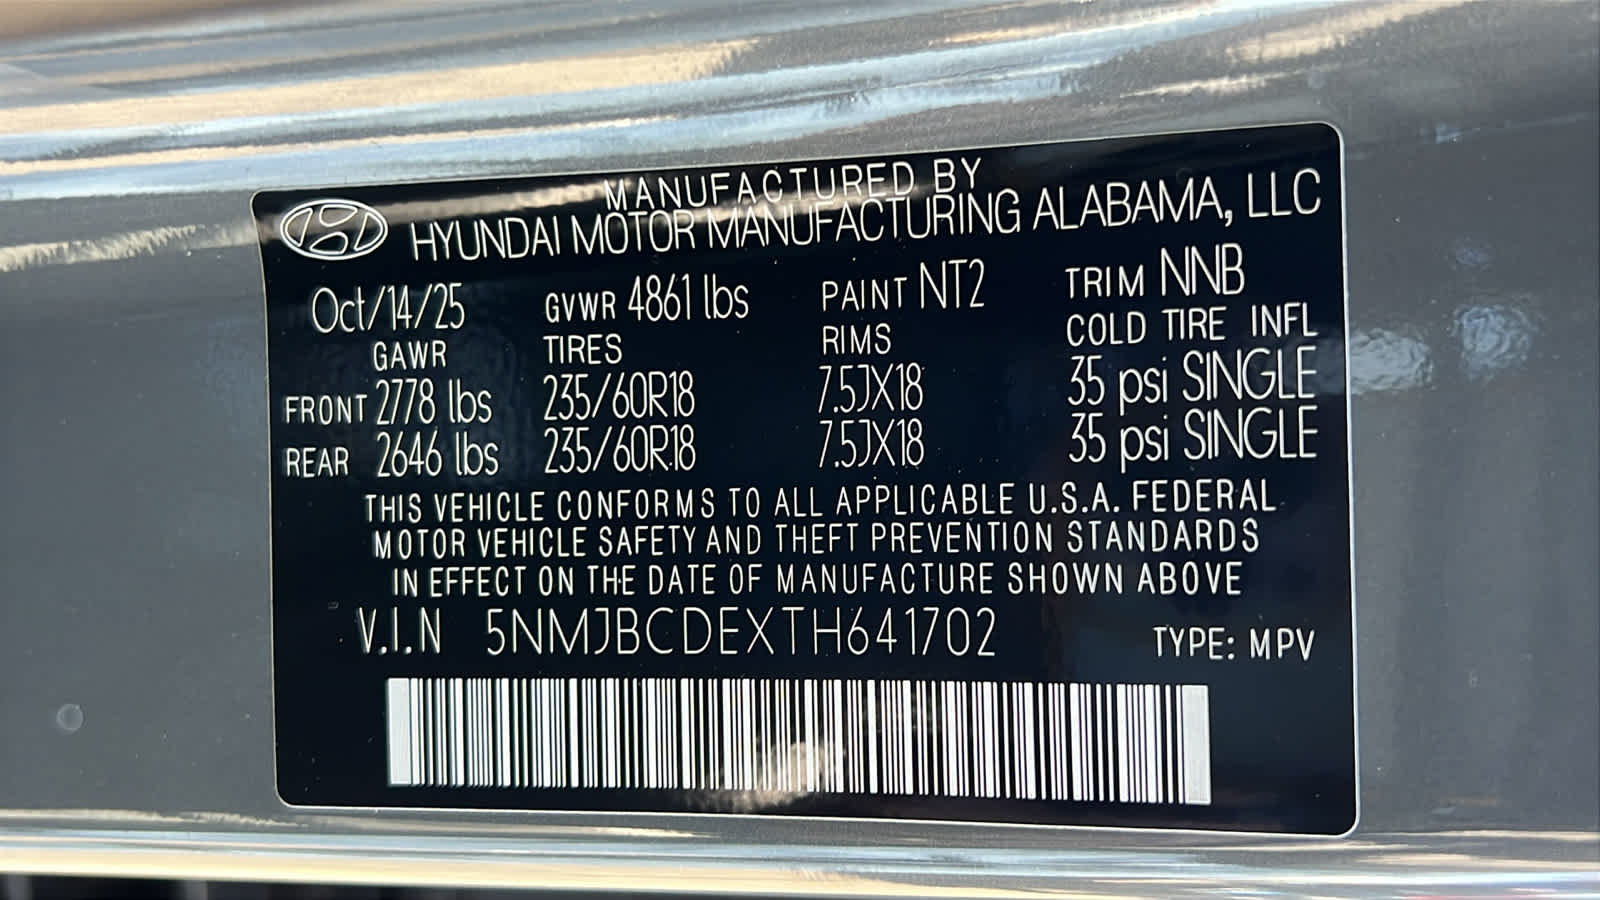 MANUFACTURED BY
HYUNDAI MOTOR MANUFACTURING ALABAMA, LLC
Oct/14/25 GVWR 4861 lbs PAINT NT2 TRIM NNB
GAWR TIRES RIMS COLD TIRE INFL
FRONT 2778 lbs 235/60R18 7.5JX18 35 psi SINGLE
REAR 2646 lbs 235/60R18 7.5JX18 35 psi SINGLE
THIS VEHICLE CONFORMS TO ALL APPLICABLE U.S.A. FEDERAL
MOTOR VEHICLE SAFETY AND THEFT PREVENTION STANDARDS
IN EFFECT ON THE DATE OF MANUFACTURE SHOWN ABOVE
V.I.N 5NMJBCDEXTH641702 TYPE: MPV